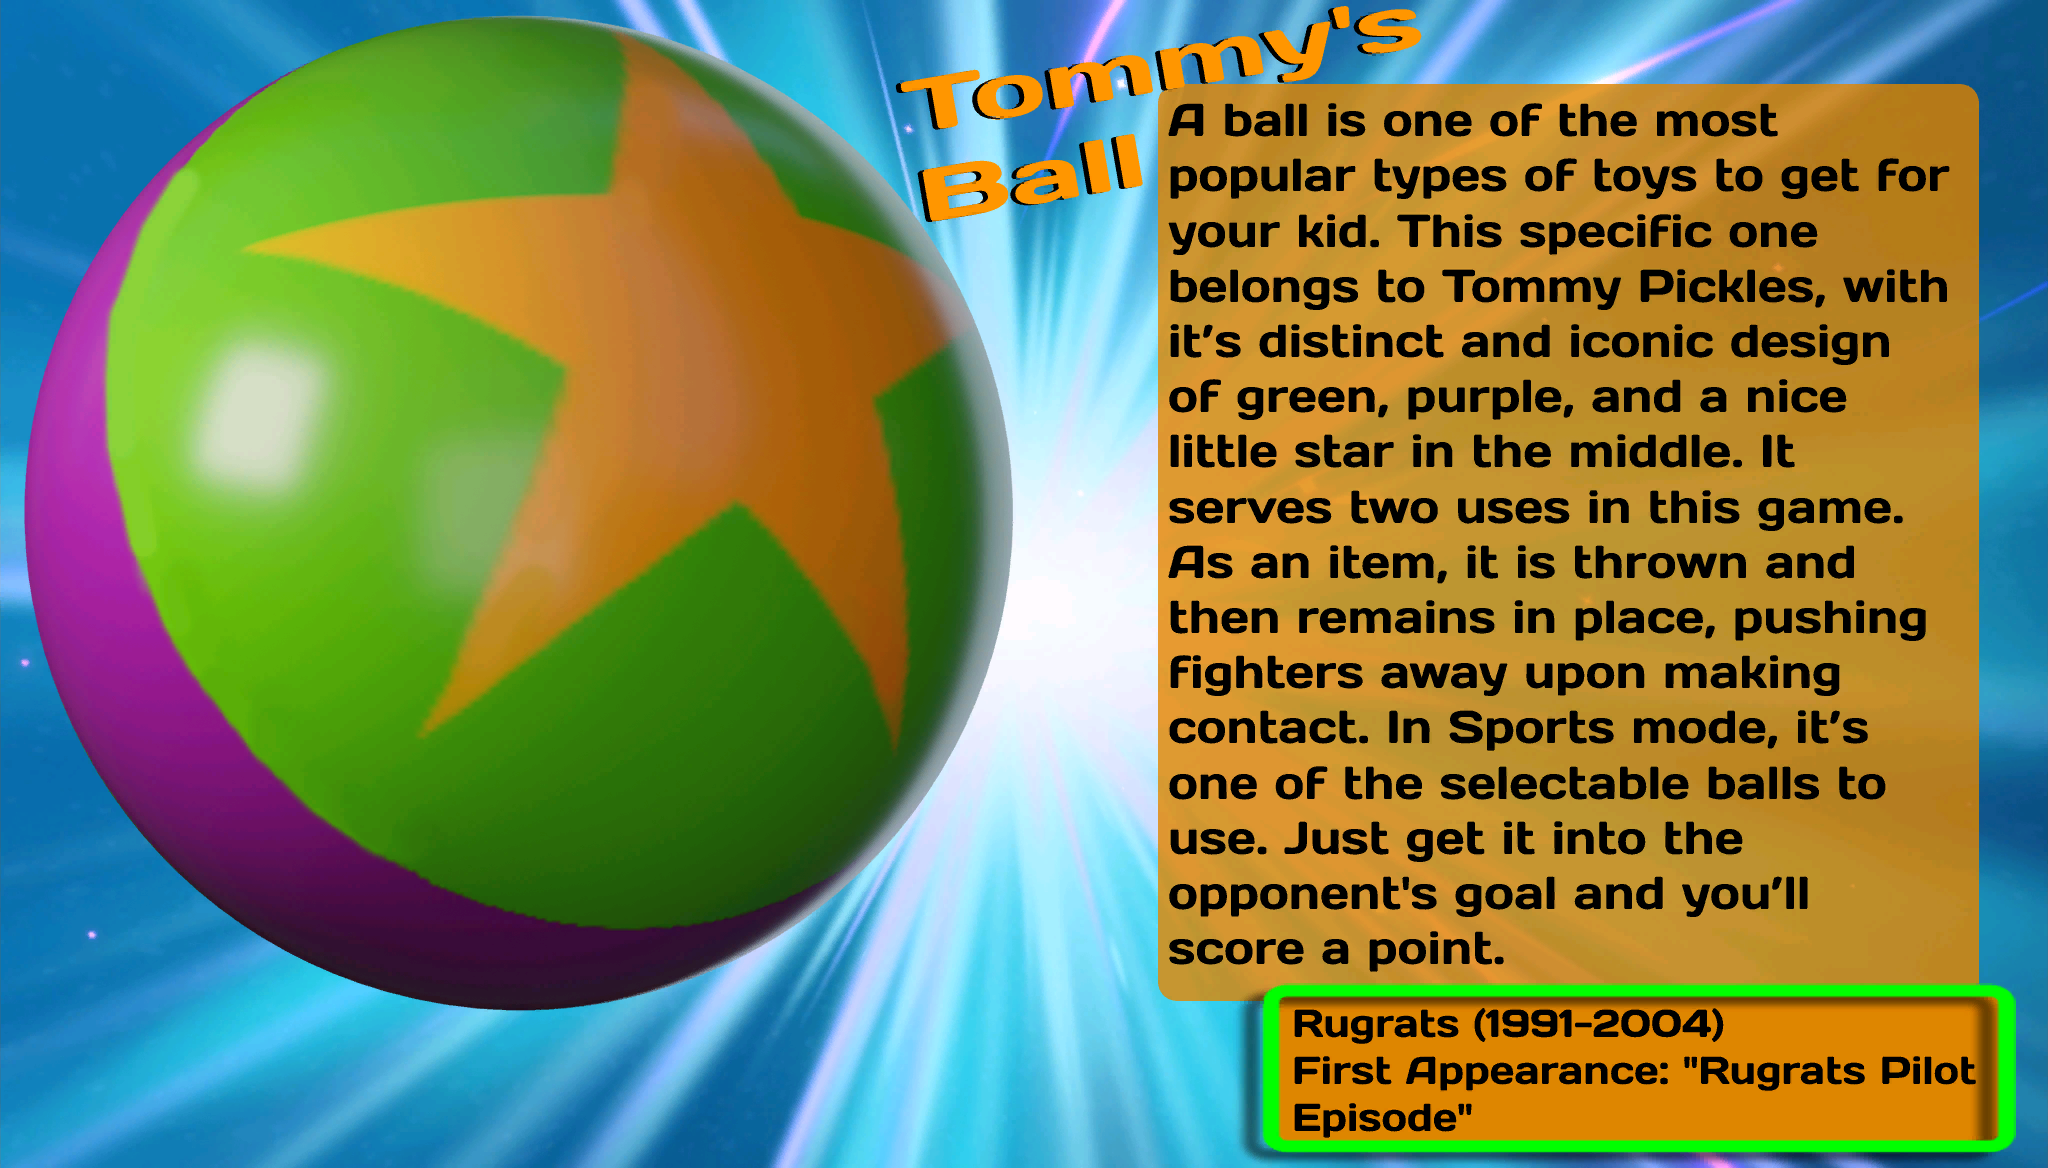 Tommy's
Ball
A ball is one of the most
popular types of toys to get for
your kid. This specific one
belongs to Tommy Pickles, with
it’s distinct and iconic design
of green, purple, and a nice
little star in the middle. It
serves two uses in this game.
As an item, it is thrown and
then remains in place, pushing
fighters away upon making
contact. In Sports mode, it’s
one of the selectable balls to
use. Just get it into the
opponent's goal and you’ll
score a point.
Rugrats (1991-2004)
First Appearance: "Rugrats Pilot
Episode"